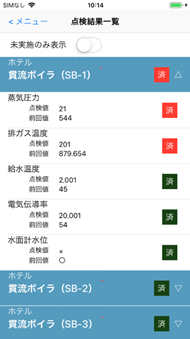 SIMなし 10:14
< メニュー 点検結果一覧
未実施のみ表示
ホテル
貫流ボイラ（SB-1） 済 △
蒸気圧力
点検値 21
前回値 544
済
排ガス温度
点検値 201
前回値 879.654
済
給水温度
点検値 2.001
前回値 45
済
電気伝導率
点検値 20.001
前回値 54
済
水面計水位
点検値 ×
前回値 〇
済
ホテル
貫流ボイラ（SB-2） 済 ▽
ホテル
貫流ボイラ（SB-3） 済 ▽